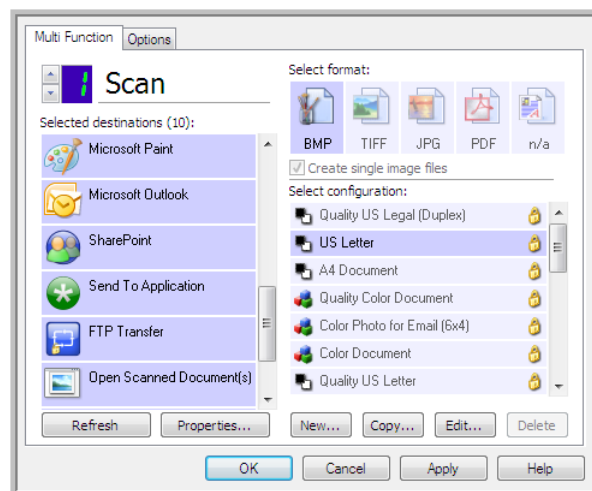 Multi Function
Options
1
Scan
Selected destinations (10):
Microsoft Paint
Microsoft Outlook
SharePoint
Send To Application
FTP Transfer
Open Scanned Document(s)
Refresh
Properties...
Select format:
BMP
TIFF
JPG
PDF
n/a
Create single image files
Select configuration:
Quality US Legal (Duplex)
US Letter
A4 Document
Quality Color Document
Color Photo for Email (6x4)
Color Document
Quality US Letter
New...
Copy...
Edit...
Delete
OK
Cancel
Apply
Help